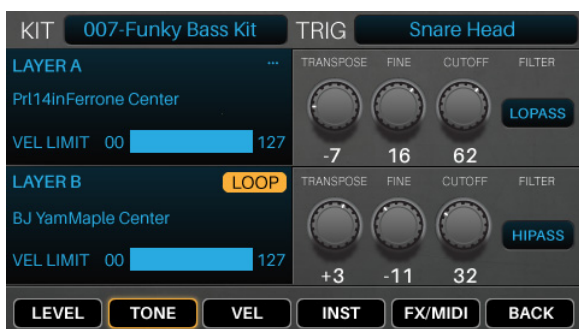 KIT 007-Funky Bass Kit TRIG Snare Head
LAYER A ...
TRANSPOSE FINE CUTOFF FILTER
Prl14inFerrone Center
LOPASS
VEL LIMIT 00 127
-7 16 62
LAYER B LOOP
TRANSPOSE FINE CUTOFF FILTER
BJ YamMaple Center
HIPASS
VEL LIMIT 00 127
+3 -11 32
LEVEL TONE VEL INST FX/MIDI BACK